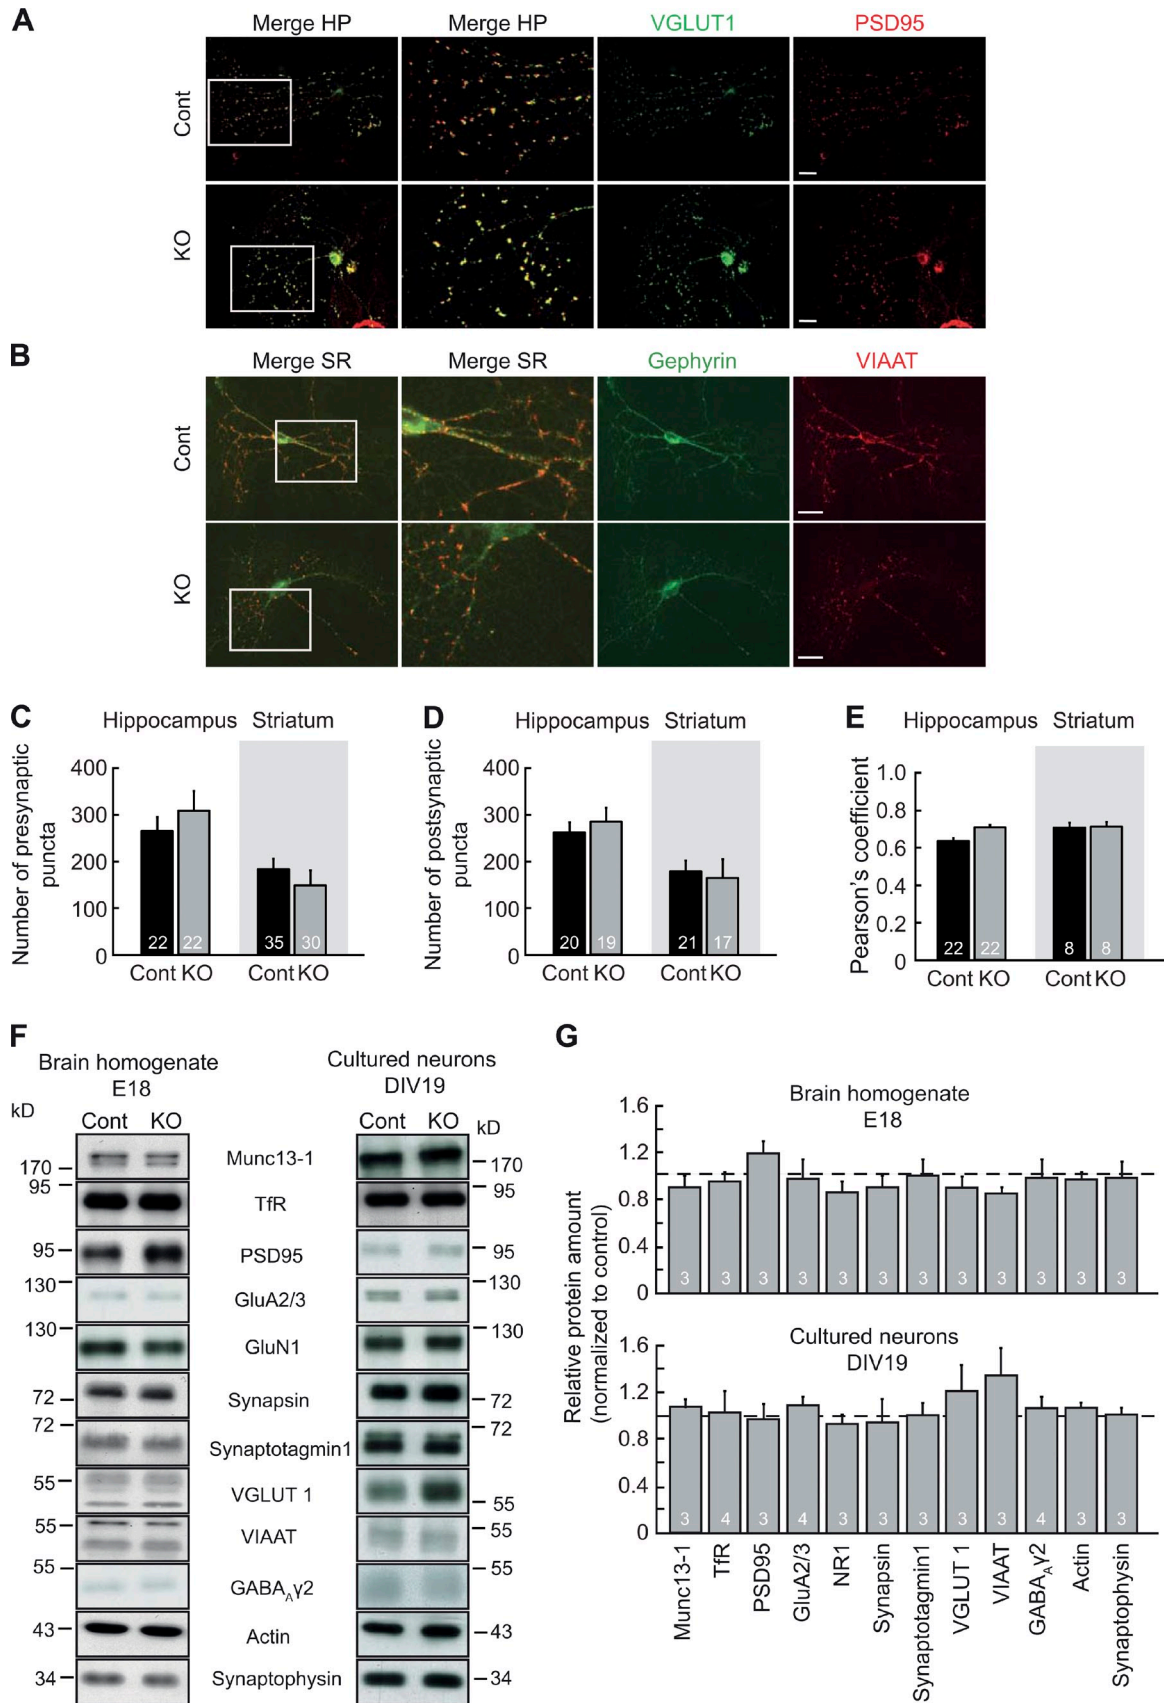 A
Merge HP Merge HP VGLUT1 PSD95
Cont
KO
B
Merge SR Merge SR Gephyrin VIAAT
Cont
KO
C
Hippocampus Striatum
Number of presynaptic
puncta
400
300
200
100
0
22 22 35 30
Cont KO Cont KO
D
Hippocampus Striatum
Number of postsynaptic
puncta
400
300
200
100
0
20 19 21 17
Cont KO Cont KO
E
Hippocampus Striatum
Pearson's coefficient
1.0
0.8
0.6
0.4
0.2
0
22 22 8 8
Cont KO Cont KO
F
Brain homogenate
E18
Cultured neurons
DIV19
kD Cont KO Cont KO kD
170 Munc13-1 170
95 TfR 95
95 PSD95 95
130 GluA2/3 130
130 GluN1 130
72 Synapsin 72
72 Synaptotagmin1 72
55 VGLUT 1 55
55 VIAAT 55
55 GABAAγ2 55
43 Actin 43
34 Synaptophysin 34
G
Relative protein amount
(normalized to control)
Brain homogenate
E18
1.6
1.2
0.8
0.4
0
3 3 3 3 3 3 3 3 3 3 3 3
Cultured neurons
DIV19
1.6
1.2
0.8
0.4
0
3 4 3 4 3 3 3 3 3 4 3 3
Munc13-1
TfR
PSD95
GluA2/3
NR1
Synapsin
Synaptotagmin1
VGLUT 1
VIAAT
GABAAγ2
Actin
Synaptophysin